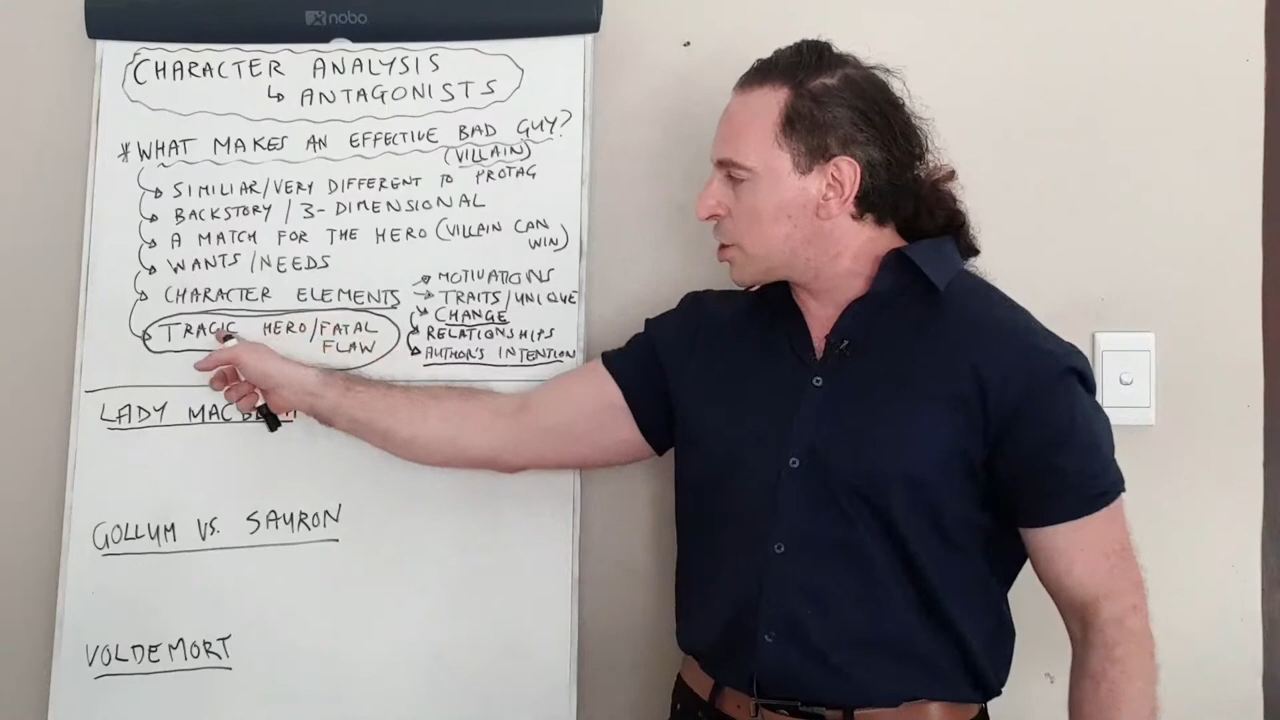 nobo
CHARACTER ANALYSIS
↳ ANTAGONISTS
* WHAT MAKES AN EFFECTIVE BAD GUY?
(VILLAIN)
SIMILIAR/VERY DIFFERENT TO PROTAG
BACKSTORY / 3-DIMENSIONAL
A MATCH FOR THE HERO (VILLAIN CAN
WIN)
WANTS/NEEDS
CHARACTER ELEMENTS
→ MOTIVATIONS
→ TRAITS/UNIQUE
CHANGE
RELATIONSHIPS
AUTHOR'S INTENTION
TRAGIC HERO/FATAL
FLAW
LADY MACBETH
GOLLUM VS. SAURON
VOLDEMORT